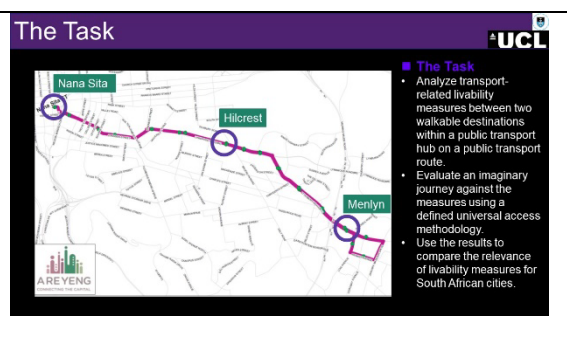 The Task
UCL
Nana Sita
Hilcrest
Menlyn
AREYENG
CONNECTING THE CAPITAL
The Task
• Analyze transport-
related livability
measures between two
walkable destinations
within a public transport
hub on a public transport
route.
• Evaluate an imaginary
journey against the
measures using a
defined universal access
methodology.
• Use the results to
compare the relevance
of livability measures for
South African cities.